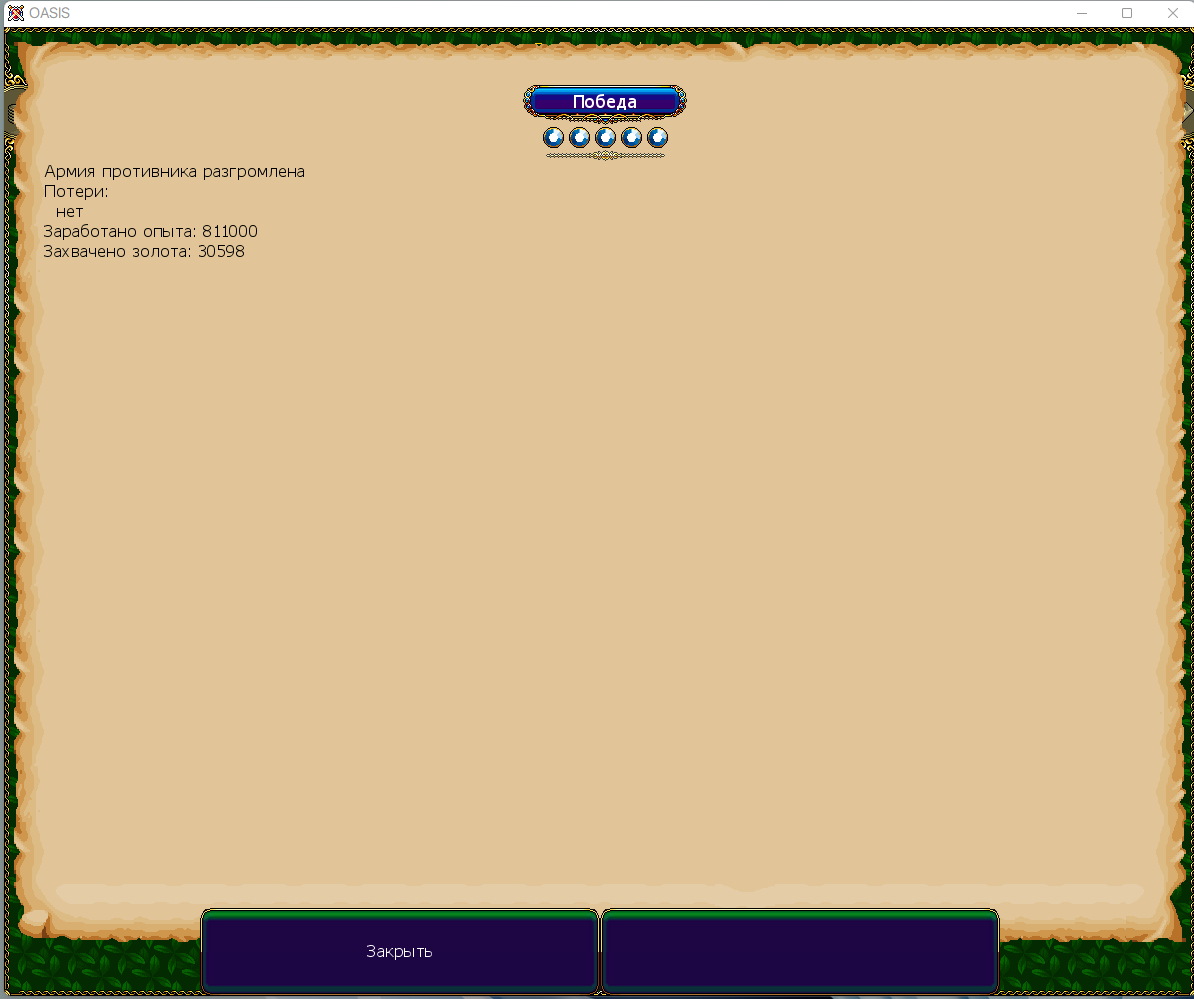 OASIS
Победа
Армия противника разгромлена
Потери:
нет
Заработано опыта: 811000
Захвачено золота: 30598
Закрыть